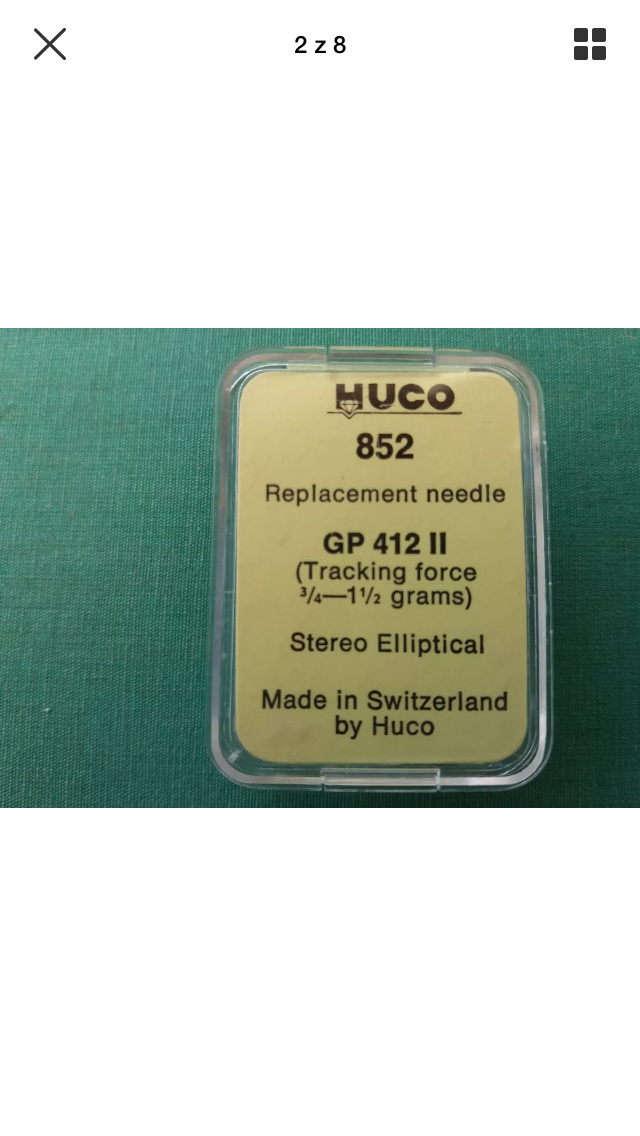 2 z 8
HUCO
852
Replacement needle
GP 412 II
(Tracking force
¾—1½ grams)
Stereo Elliptical
Made in Switzerland
by Huco